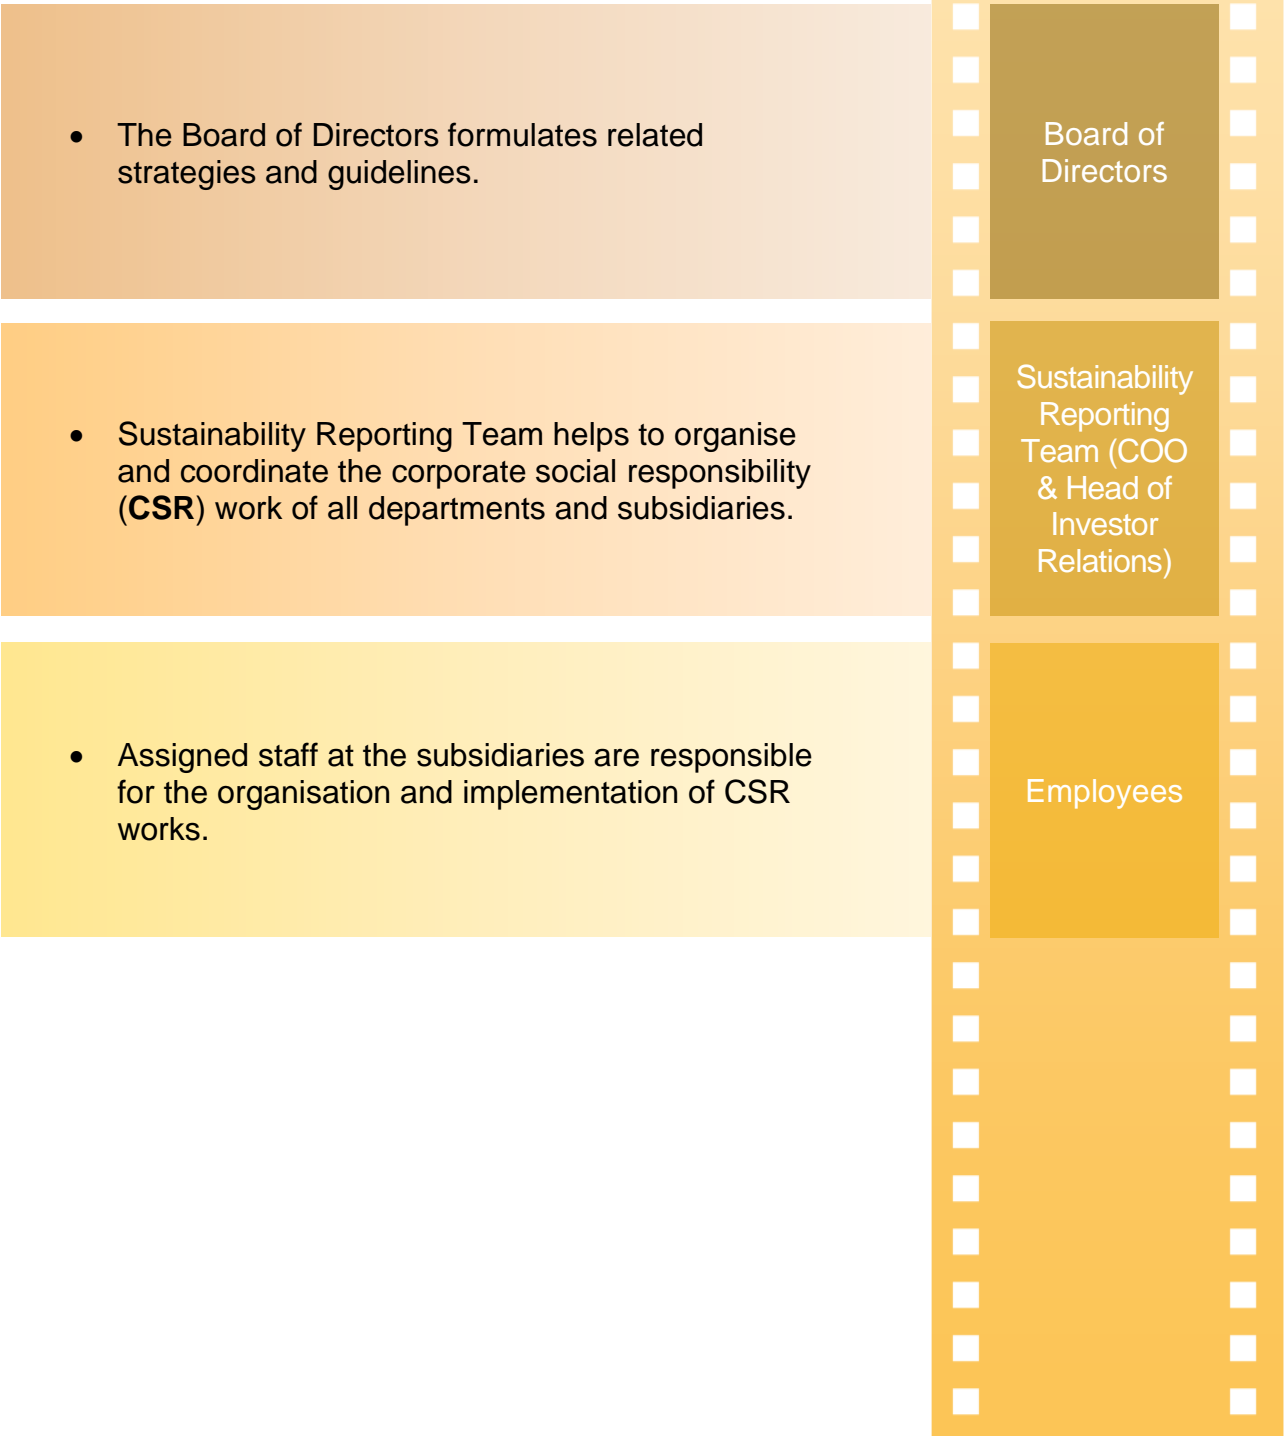 • The Board of Directors formulates related
strategies and guidelines.
Board of
Directors
• Sustainability Reporting Team helps to organise
and coordinate the corporate social responsibility
(CSR) work of all departments and subsidiaries.
Sustainability
Reporting
Team (COO
& Head of
Investor
Relations)
• Assigned staff at the subsidiaries are responsible
for the organisation and implementation of CSR
works.
Employees